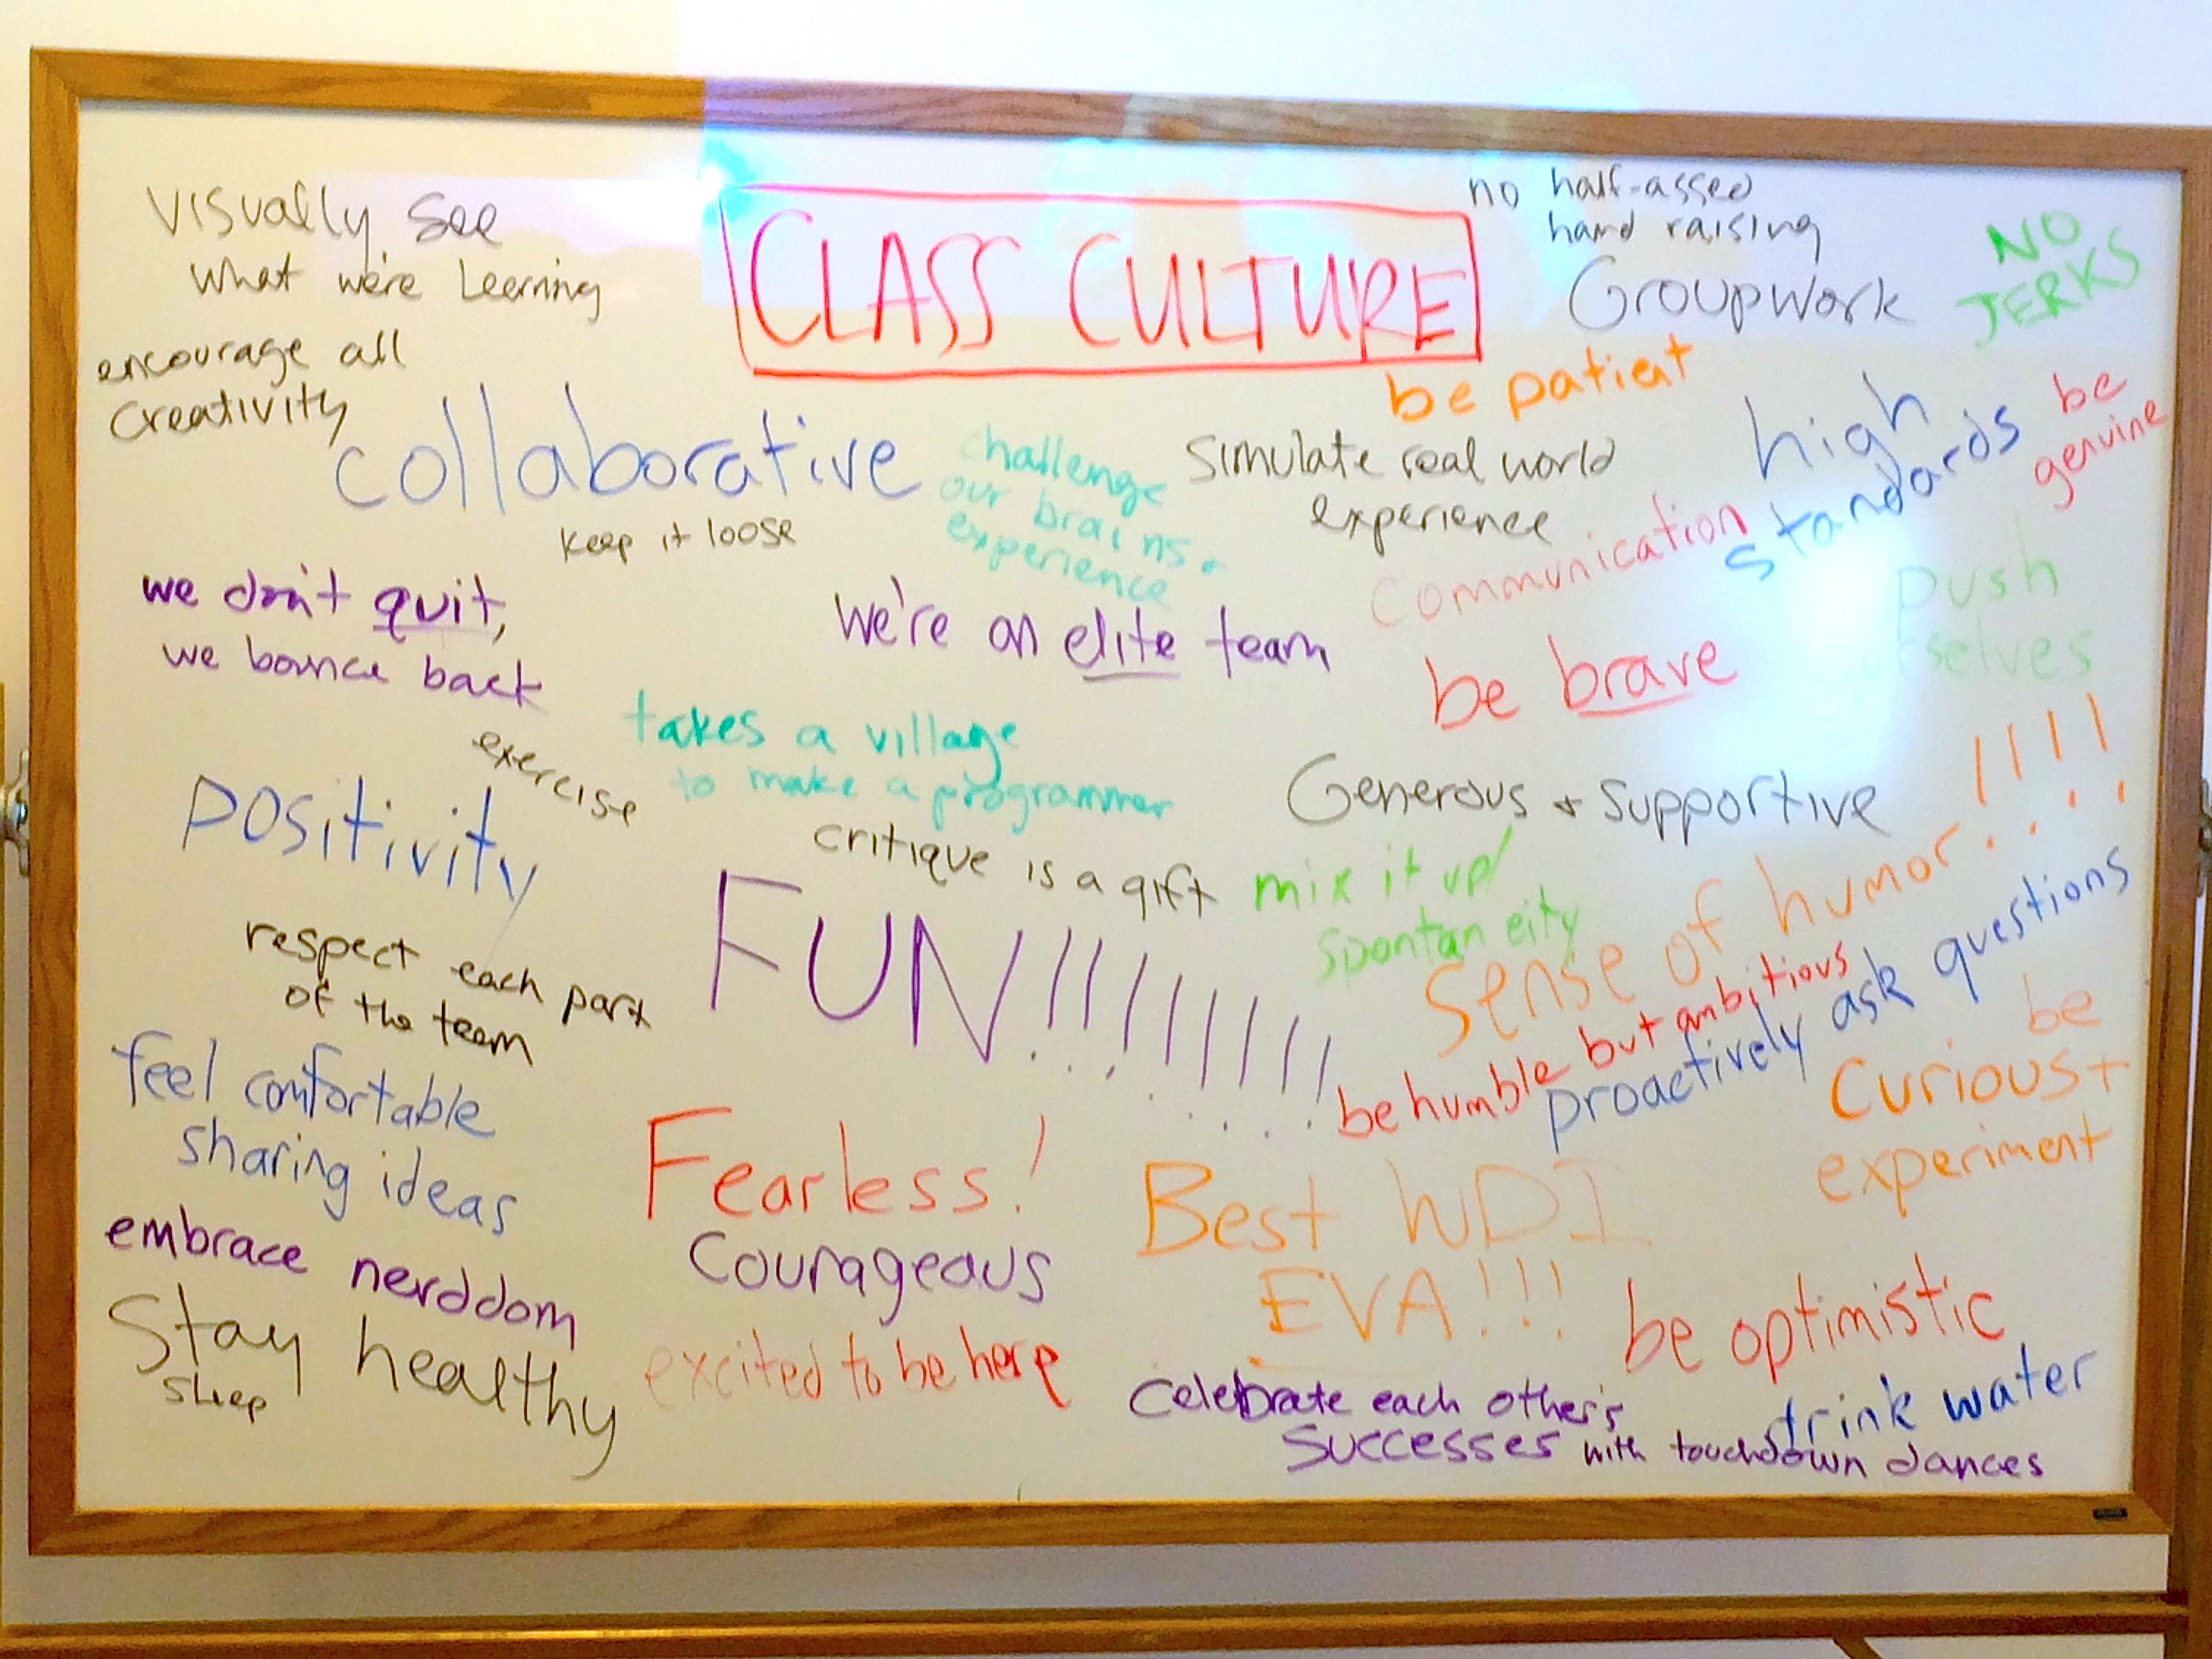 CLASS CULTURE
visually see
what we're Learning
encourage all
creativity
collaborative
keep it loose
challenge
our brains +
experience
no half-assed
hand raising
Groupwork
NO
JERKS
be patient
simulate real world
experience
high
standards
be
genuine
communication
push
ourselves
we don't quit,
we bounce back
we're an elite team
be brave
takes a village
to make a programmer
exercise
positivity
critique is a gift
Generous + supportive
mix it up/
spontaneity
sense of humor!!!!
FUN!!!!!!!!!
respect each part
of the team
be humble but ambitious
proactively ask questions
be
curious +
experiment
feel comfortable
sharing ideas
Fearless!
Courageous
excited to be here
Best WDI
EVA!!!
embrace nerddom
Stay healthy
sleep
be optimistic
drink water
celebrate each other's
successes with touchdown dances